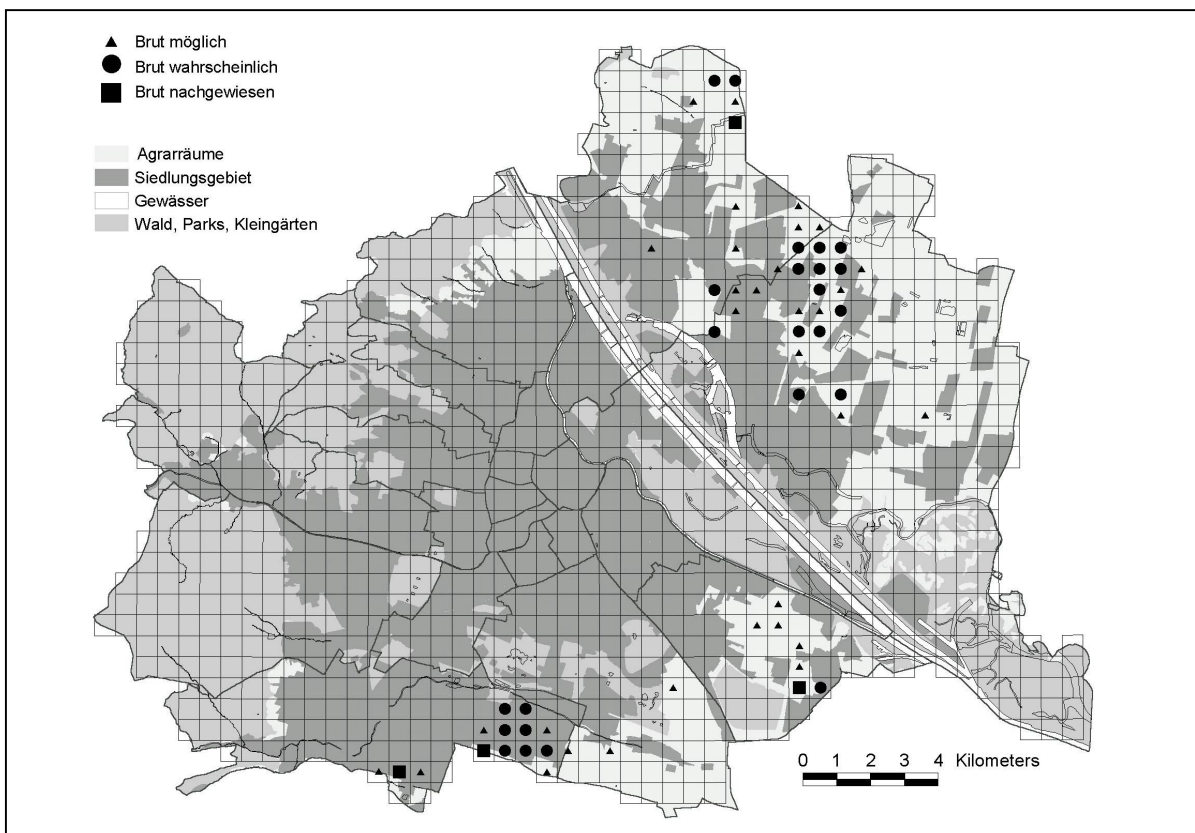 Brut möglich
Brut wahrscheinlich
Brut nachgewiesen
Agrarräume
Siedlungsgebiet
Gewässer
Wald, Parks, Kleingärten
0 1 2 3 4 Kilometers